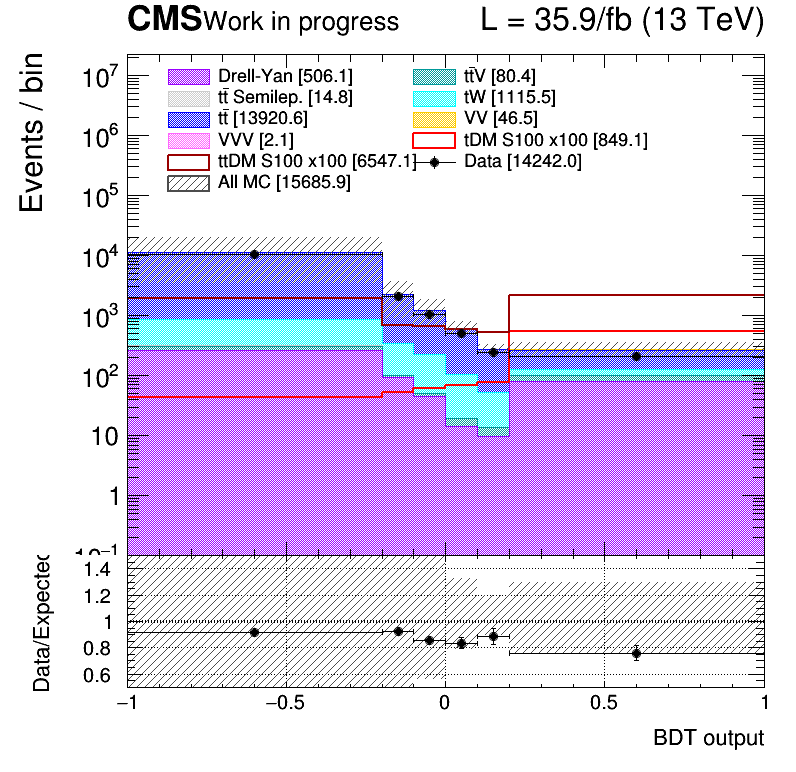 CMS Work in progress L = 35.9/fb (13 TeV)
Events / bin
10⁷
10⁶
10⁵
10⁴
10³
10²
10
1
10⁻¹
Drell-Yan [506.1]
tt̄V [80.4]
tt̄ Semilep. [14.8]
tW [1115.5]
tt̄ [13920.6]
VV [46.5]
VVV [2.1]
tDM S100 x100 [849.1]
ttDM S100 x100 [6547.1]
Data [14242.0]
All MC [15685.9]
Data/Expected
1.4
1.2
1
0.8
0.6
−1 −0.5 0 0.5 1
BDT output